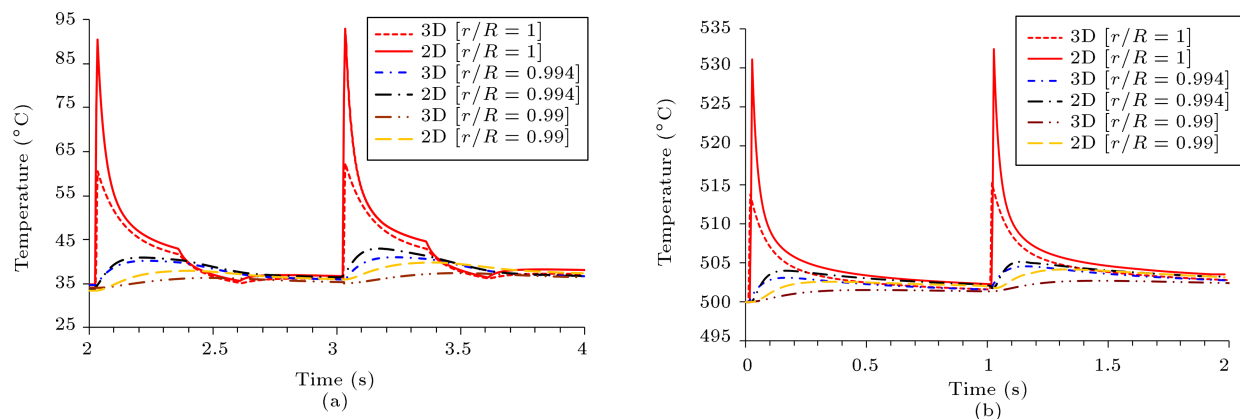 95
85
75
65
55
45
35
25
Temperature (°C)
3D [r/R = 1]
2D [r/R = 1]
3D [r/R = 0.994]
2D [r/R = 0.994]
3D [r/R = 0.99]
2D [r/R = 0.99]
2
2.5
3
3.5
4
Time (s)
(a)
535
530
525
520
515
510
505
500
495
Temperature (°C)
3D [r/R = 1]
2D [r/R = 1]
3D [r/R = 0.994]
2D [r/R = 0.994]
3D [r/R = 0.99]
2D [r/R = 0.99]
0
0.5
1
1.5
2
Time (s)
(b)